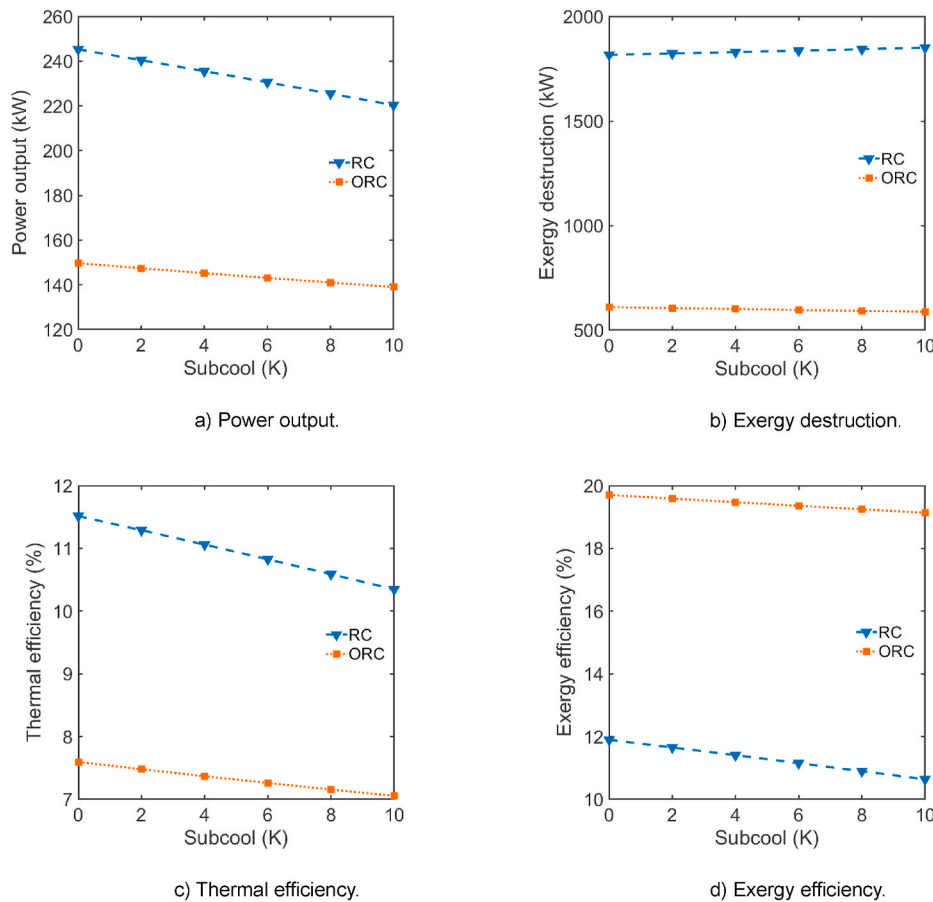 260
240
220
200
180
160
140
120
Power output (kW)
RC
ORC
0 2 4 6 8 10
Subcool (K)
a) Power output.
2000
1500
1000
500
Exergy destruction (kW)
RC
ORC
0 2 4 6 8 10
Subcool (K)
b) Exergy destruction.
12
11
10
9
8
7
Thermal efficiency (%)
RC
ORC
0 2 4 6 8 10
Subcool (K)
c) Thermal efficiency.
20
18
16
14
12
10
Exergy efficiency (%)
RC
ORC
0 2 4 6 8 10
Subcool (K)
d) Exergy efficiency.